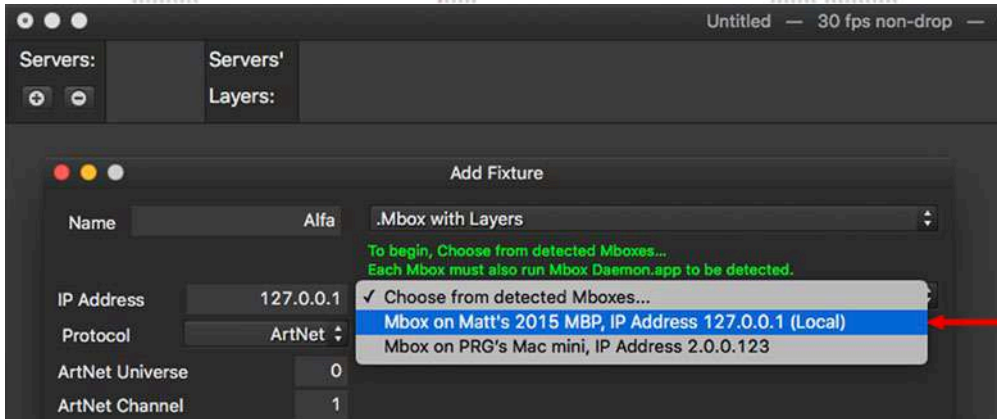 Untitled — 30 fps non-drop —
Servers:
Servers'
Layers:
Add Fixture
Name
Alfa
.Mbox with Layers
To begin, Choose from detected Mboxes...
Each Mbox must also run Mbox Daemon.app to be detected.
IP Address
127.0.0.1
✓ Choose from detected Mboxes...
Mbox on Matt's 2015 MBP, IP Address 127.0.0.1 (Local)
Mbox on PRG's Mac mini, IP Address 2.0.0.123
Protocol
ArtNet
ArtNet Universe
0
ArtNet Channel
1